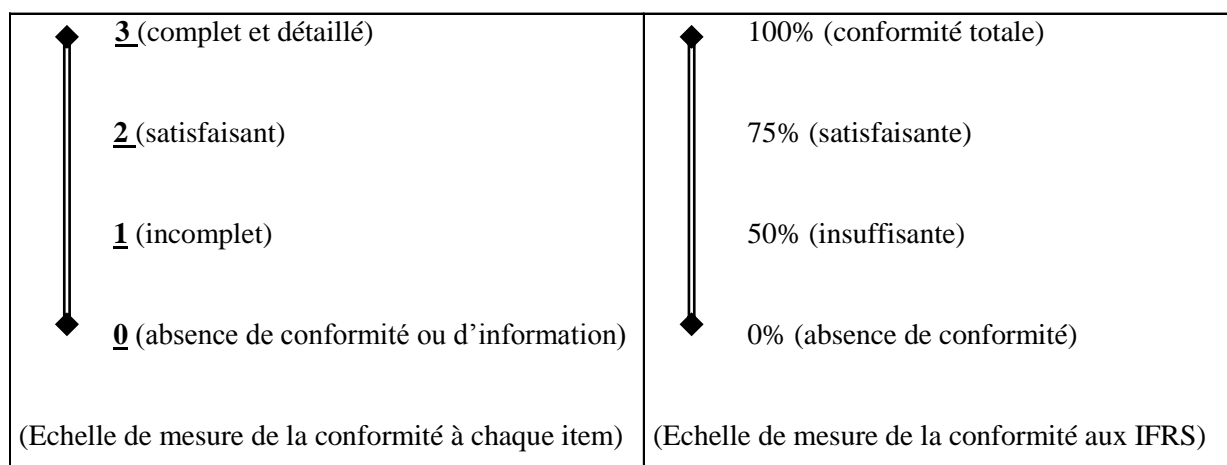 3 (complet et détaillé)
2 (satisfaisant)
1 (incomplet)
0 (absence de conformité ou d'information)
(Echelle de mesure de la conformité à chaque item)
100% (conformité totale)
75% (satisfaisante)
50% (insuffisante)
0% (absence de conformité)
(Echelle de mesure de la conformité aux IFRS)